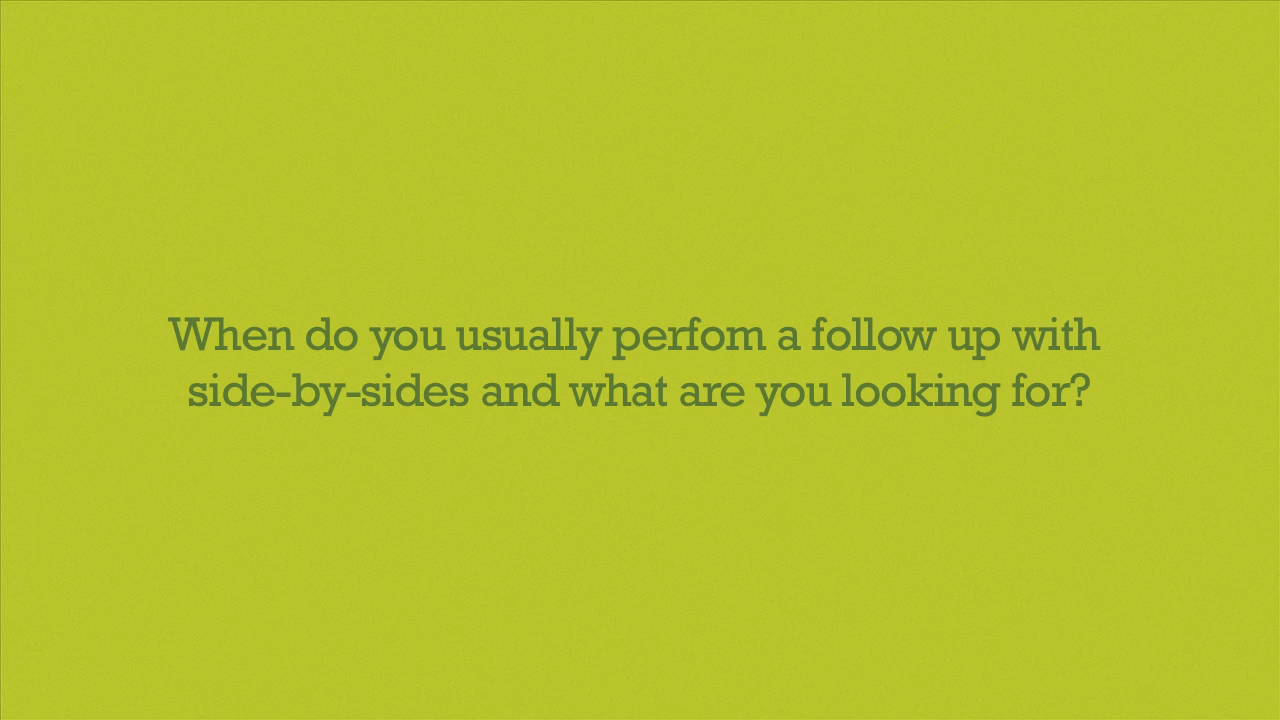 When do you usually perfom a follow up with
side-by-sides and what are you looking for?